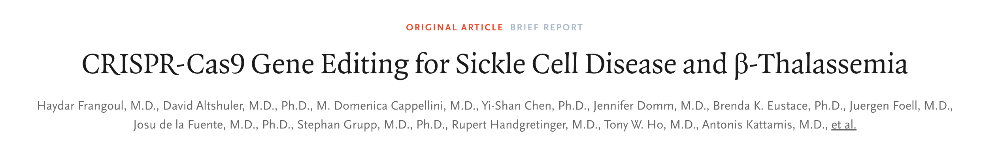 ORIGINAL ARTICLE BRIEF REPORT
CRISPR-Cas9 Gene Editing for Sickle Cell Disease and β-Thalassemia
Haydar Frangoul, M.D., David Altshuler, M.D., Ph.D., M. Domenica Cappellini, M.D., Yi-Shan Chen, Ph.D., Jennifer Domm, M.D., Brenda K. Eustace, Ph.D., Juergen Foell, M.D.,
Josu de la Fuente, M.D., Ph.D., Stephan Grupp, M.D., Ph.D., Rupert Handgretinger, M.D., Tony W. Ho, M.D., Antonis Kattamis, M.D., et al.